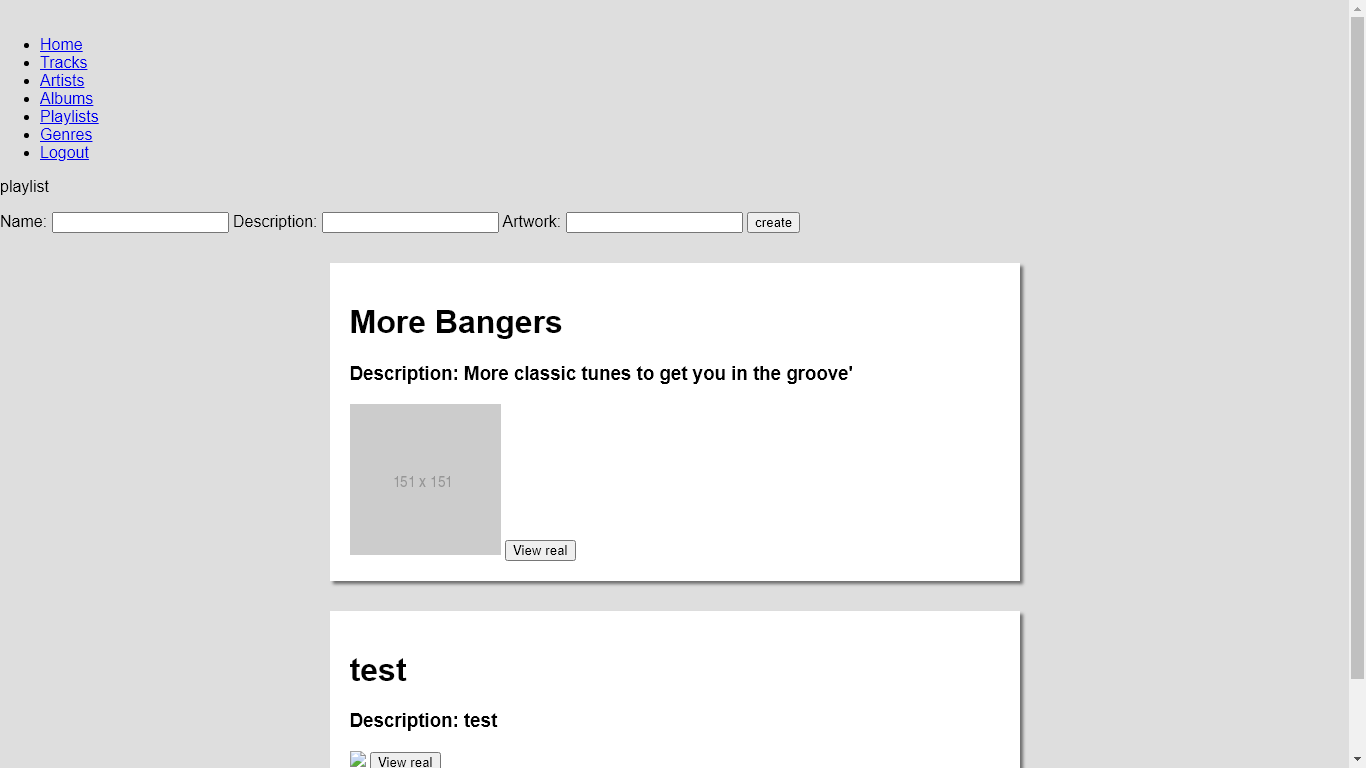 Home
Tracks
Artists
Albums
Playlists
Genres
Logout
playlist
Name: Description: Artwork: create
More Bangers
Description: More classic tunes to get you in the groove'
151 x 151
View real
test
Description: test
View real